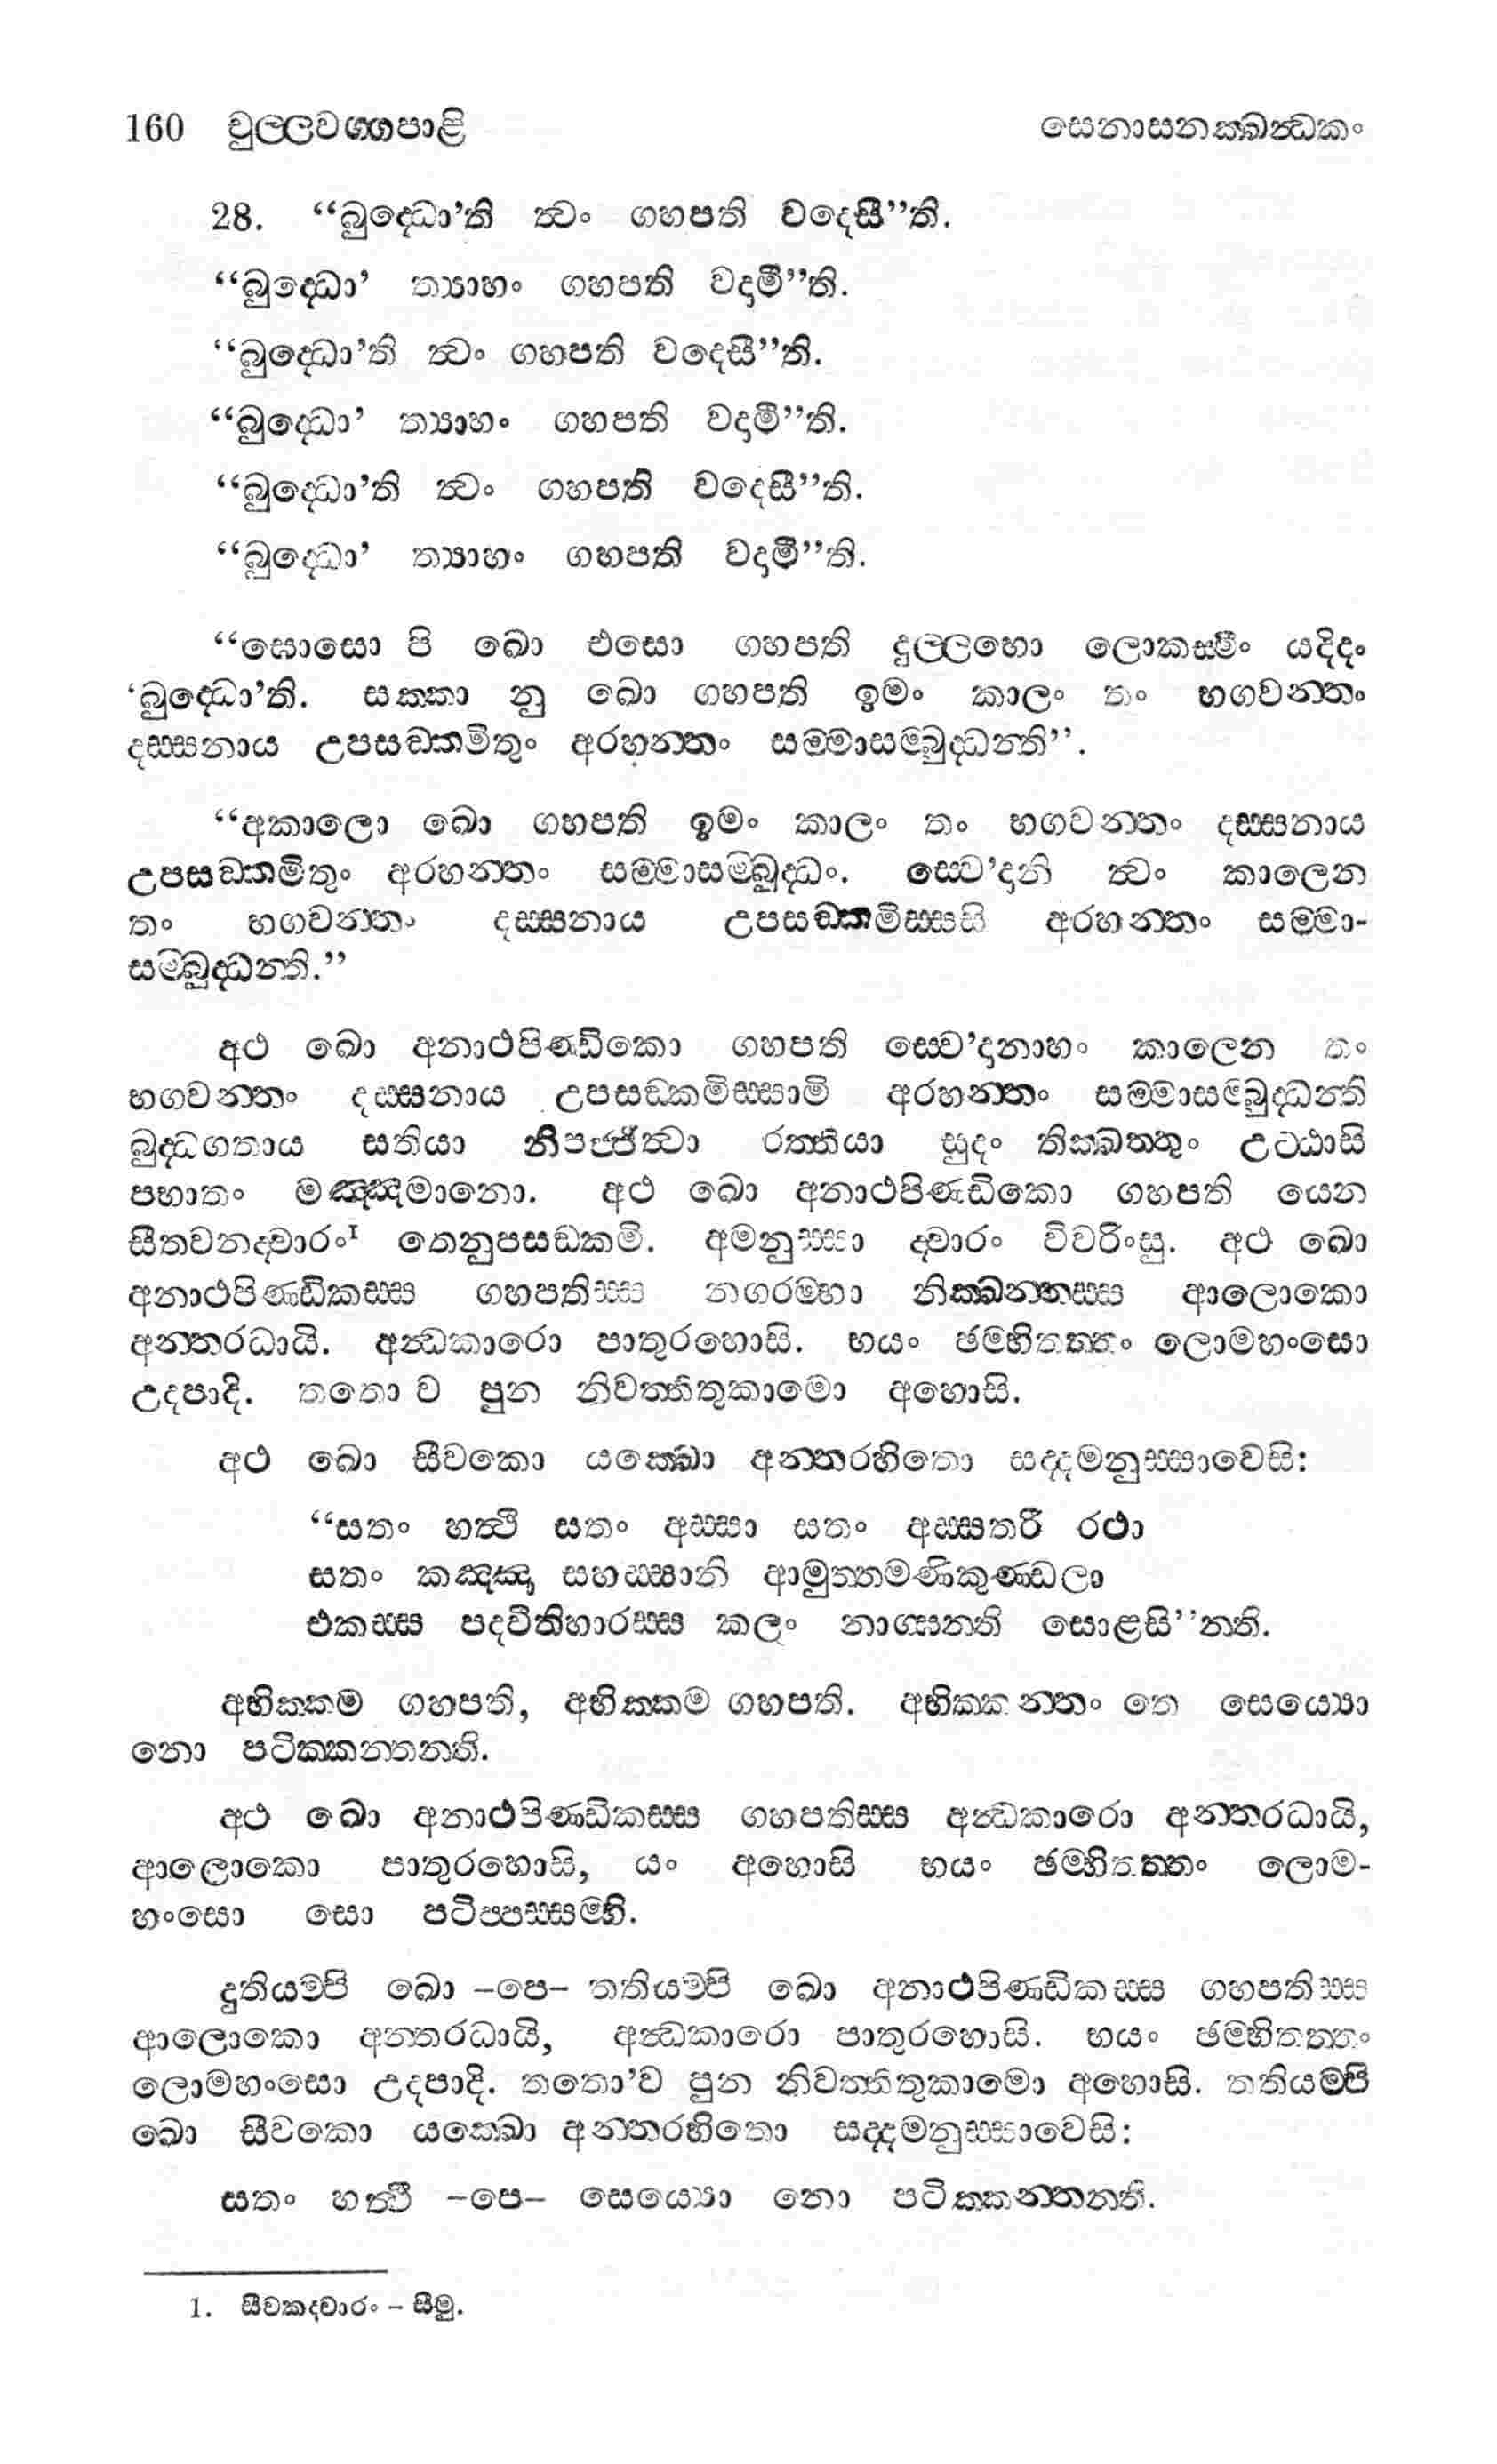 160 චුල්ලවග්ගපාළි සෙනාසනක්ඛන්ධකං
28. “බුද්ධො’ති ත්වං ගහපති වදෙසී”ති.
“බුද්ධො’ ත්‍යාහං ගහපති වදාමී”ති.
“බුද්ධො’ති ත්වං ගහපති වදෙසී”ති.
“බුද්ධො’ ත්‍යාහං ගහපති වදාමී”ති.
“බුද්ධො’ති ත්වං ගහපති වදෙසී”ති.
“බුද්ධො’ ත්‍යාහං ගහපති වදාමී”ති.
“ඝොසො පි ඛො එසො ගහපති දුල්ලභො ලොකස්මිං යදිදං
‘බුද්ධො’ති. සක්කා නු ඛො ගහපති ඉමං කාලං තං භගවන්තං
දස්සනාය උපසඞ්කමිතුං අරහන්තං සම්මාසම්බුද්ධන්ති”.
“අකාලො ඛො ගහපති ඉමං කාලං තං භගවන්තං දස්සනාය
උපසඞ්කමිතුං අරහන්තං සම්මාසම්බුද්ධං. ස්වෙ’දානි ත්වං කාලෙන
තං භගවන්තං දස්සනාය උපසඞ්කමිස්සසි අරහන්තං සම්මා-
සම්බුද්ධන්ති.”
අථ ඛො අනාථපිණ්ඩිකො ගහපති ස්වෙ’දානාහං කාලෙන තං
භගවන්තං දස්සනාය උපසඞ්කමිස්සාමි අරහන්තං සම්මාසම්බුද්ධන්ති
බුද්ධගතාය සතියා නිපජ්ජිත්වා රත්තියා සුදං තික්ඛත්තුං උට්ඨාසි
පභාතං මඤ්ඤමානො. අථ ඛො අනාථපිණ්ඩිකො ගහපති යෙන
සීතවනද්වාරං¹ තෙනුපසඞ්කමි. අමනුස්සා ද්වාරං විවරිංසු. අථ ඛො
අනාථපිණ්ඩිකස්ස ගහපතිස්ස නගරම්හා නික්ඛන්තස්ස ආලොකො
අන්තරධායි. අන්ධකාරො පාතුරහොසි. භයං ඡම්භිතත්තං ලොමහංසො
උදපාදි. තතො ව පුන නිවත්තිතුකාමො අහොසි.
අථ ඛො සීවකො යක්ඛො අන්තරහිතො සද්දමනුස්සාවෙසි:
“සතං හත්ථි සතං අස්සා සතං අස්සතරී රථා
සතං කඤ්ඤා සහස්සානි ආමුත්තමණිකුණ්ඩලා
එකස්ස පදවීතිහාරස්ස කලං නාග්ඝන්ති සොළසි”න්ති.
අභික්කම ගහපති, අභික්කම ගහපති. අභික්කන්තං තෙ සෙය්‍යො
නො පටික්කන්තන්ති.
අථ ඛො අනාථපිණ්ඩිකස්ස ගහපතිස්ස අන්ධකාරො අන්තරධායි,
ආලොකො පාතුරහොසි, යං අහොසි භයං ඡම්භිතත්තං ලොම-
හංසො සො පටිප්පස්සම්භි.
දුතියම්පි ඛො –පෙ– තතියම්පි ඛො අනාථපිණ්ඩිකස්ස ගහපතිස්ස
ආලොකො අන්තරධායි, අන්ධකාරො පාතුරහොසි. භයං ඡම්භිතත්තං
ලොමහංසො උදපාදි. තතො’ව පුන නිවත්තිතුකාමො අහොසි. තතියම්පි
ඛො සීවකො යක්ඛො අන්තරහිතො සද්දමනුස්සාවෙසි:
සතං හත්ථී –පෙ– සෙය්‍යො නො පටික්කන්තන්ති.
1. සීවකද්වාරං – සීමු.